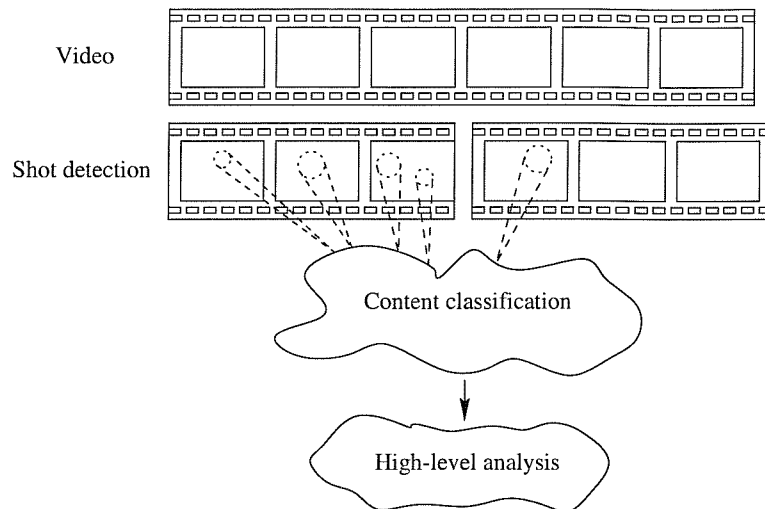 Video
Shot detection
Content classification
High-level analysis